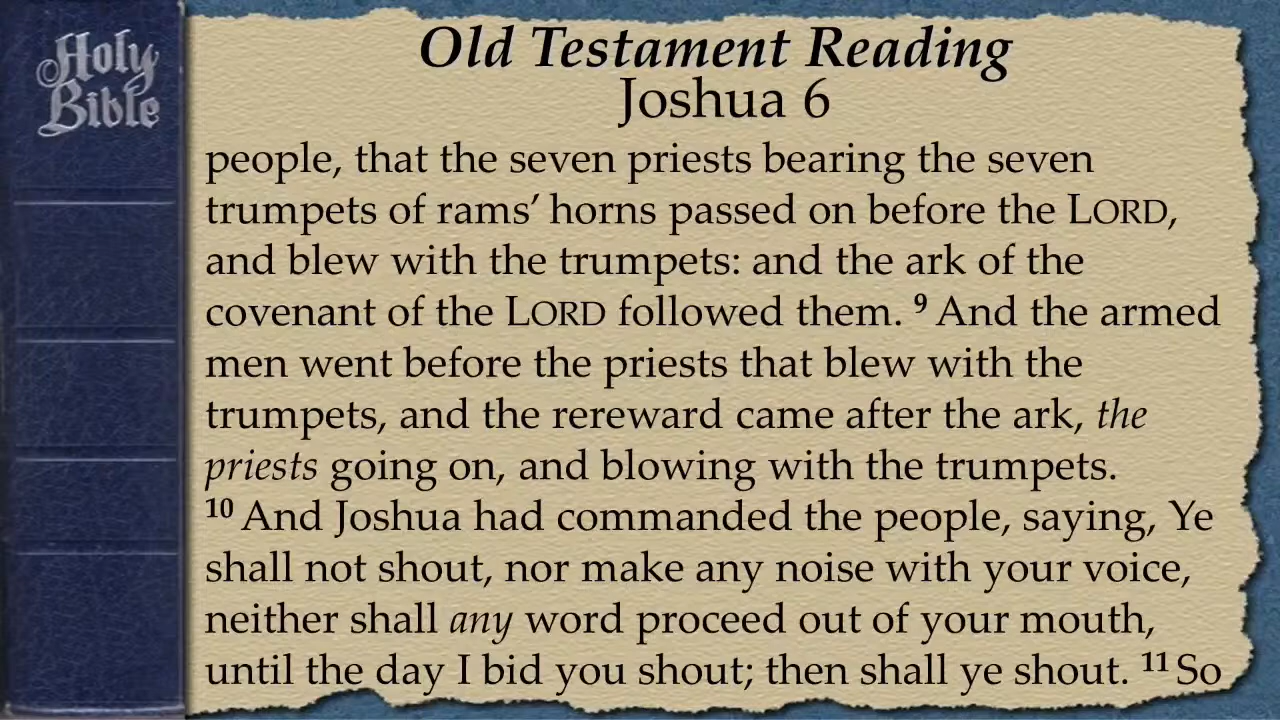 Holy
Bible
Old Testament Reading
Joshua 6
people, that the seven priests bearing the seven
trumpets of rams’ horns passed on before the LORD,
and blew with the trumpets: and the ark of the
covenant of the LORD followed them. 9 And the armed
men went before the priests that blew with the
trumpets, and the rereward came after the ark, the
priests going on, and blowing with the trumpets.
10 And Joshua had commanded the people, saying, Ye
shall not shout, nor make any noise with your voice,
neither shall any word proceed out of your mouth,
until the day I bid you shout; then shall ye shout. 11 So